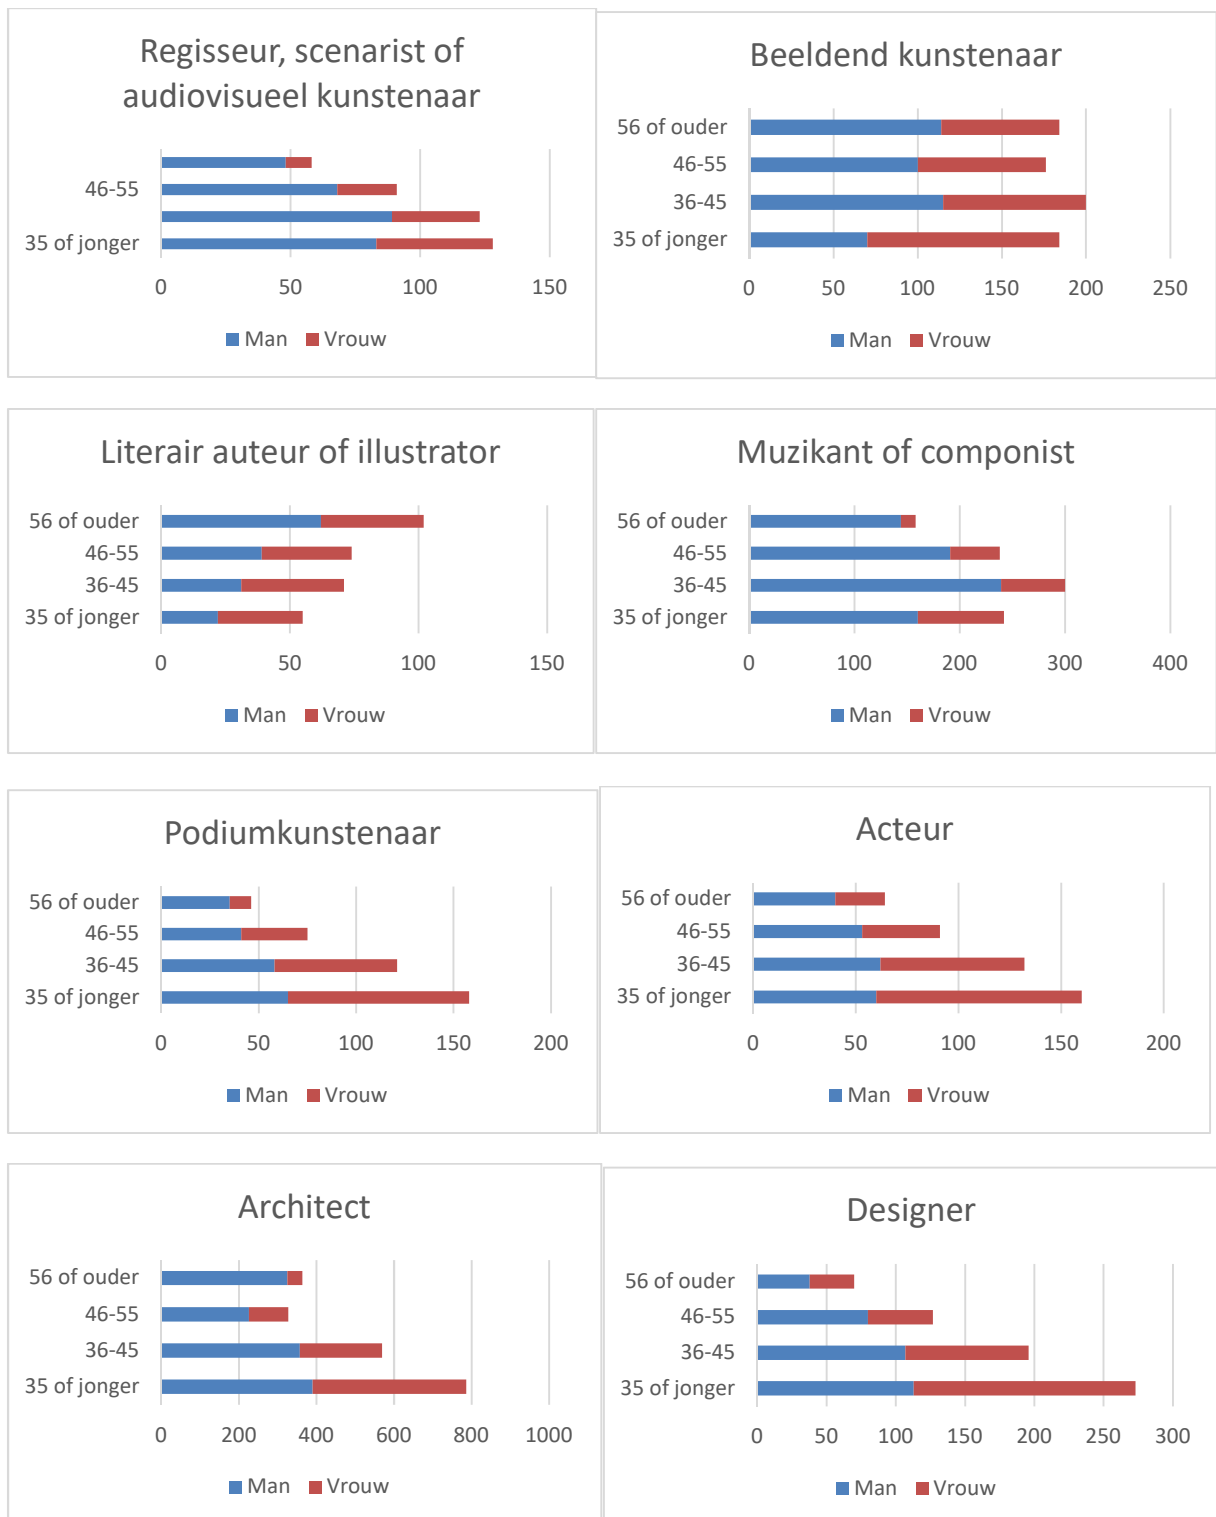 Regisseur, scenarist of
audiovisueel kunstenaar
46-55
35 of jonger
0 50 100 150
Man Vrouw
Beeldend kunstenaar
56 of ouder
46-55
36-45
35 of jonger
0 50 100 150 200 250
Man Vrouw
Literair auteur of illustrator
56 of ouder
46-55
36-45
35 of jonger
0 50 100 150
Man Vrouw
Muzikant of componist
56 of ouder
46-55
36-45
35 of jonger
0 100 200 300 400
Man Vrouw
Podiumkunstenaar
56 of ouder
46-55
36-45
35 of jonger
0 50 100 150 200
Man Vrouw
Acteur
56 of ouder
46-55
36-45
35 of jonger
0 50 100 150 200
Man Vrouw
Architect
56 of ouder
46-55
36-45
35 of jonger
0 200 400 600 800 1000
Man Vrouw
Designer
56 of ouder
46-55
36-45
35 of jonger
0 50 100 150 200 250 300
Man Vrouw